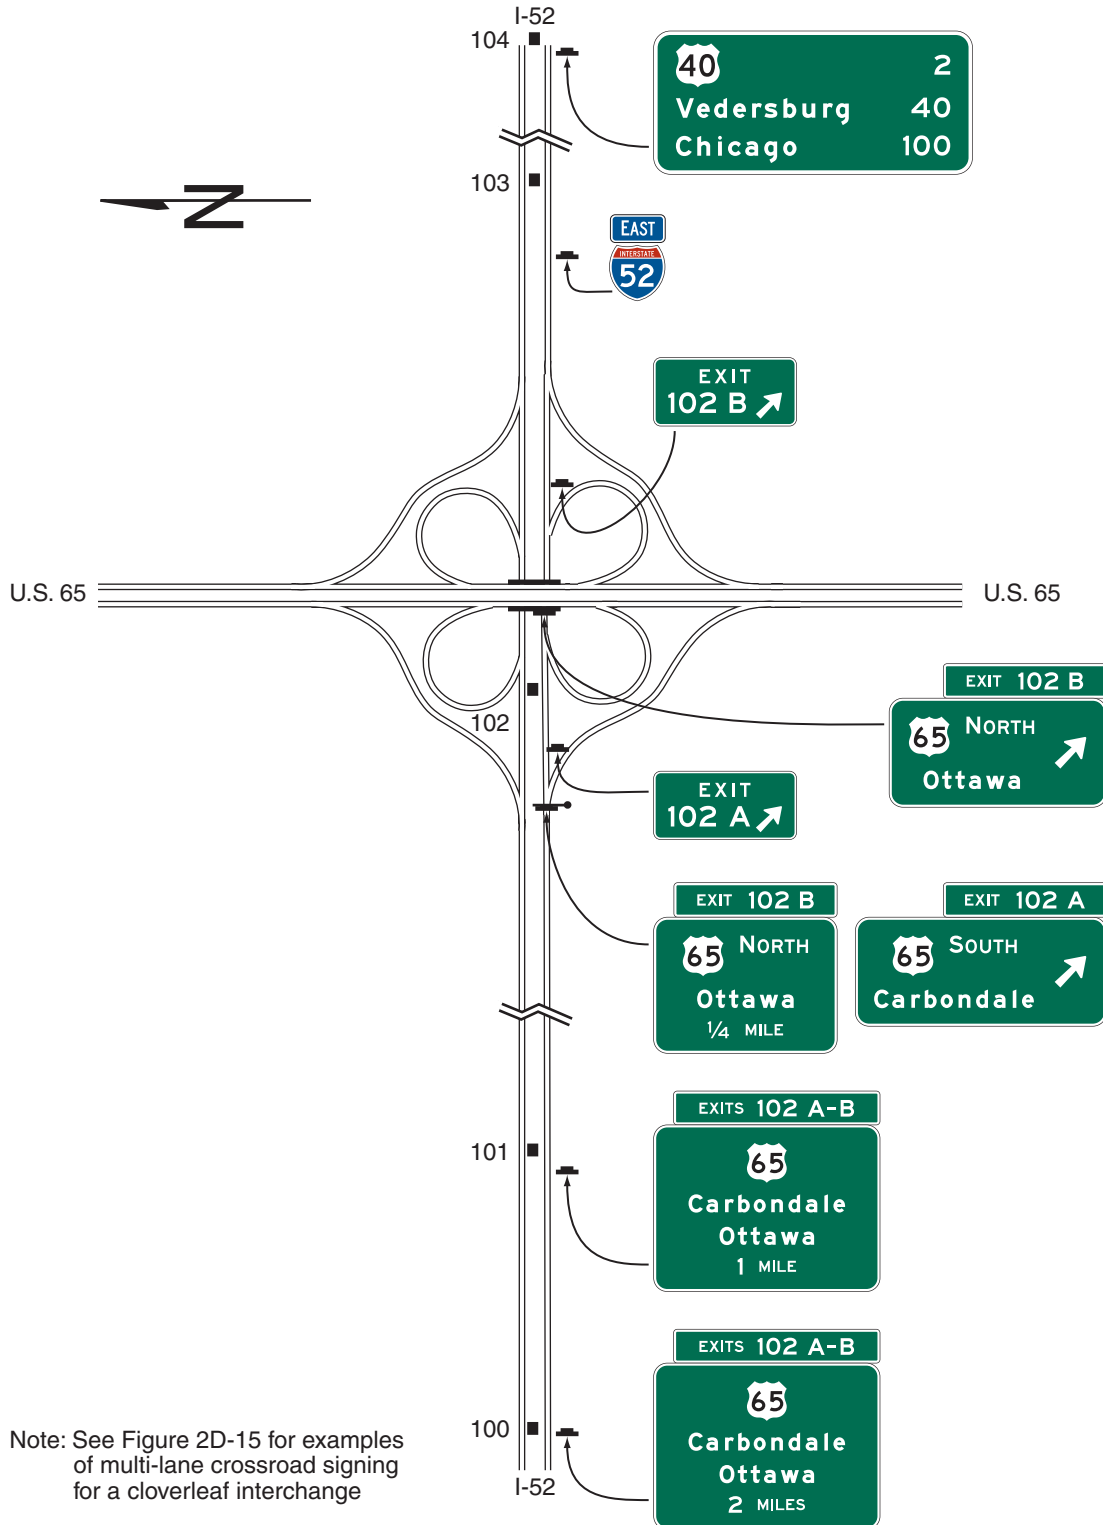 I-52
104
40 2
Vedersburg 40
Chicago 100
103
N
EAST
INTERSTATE
52
EXIT
102 B
U.S. 65
U.S. 65
102
EXIT 102 B
65 NORTH
Ottawa
EXIT
102 A
EXIT 102 B
65 NORTH
Ottawa
1/4 MILE
EXIT 102 A
65 SOUTH
Carbondale
101
EXITS 102 A-B
65
Carbondale
Ottawa
1 MILE
100
EXITS 102 A-B
65
Carbondale
Ottawa
2 MILES
I-52
Note: See Figure 2D-15 for examples
of multi-lane crossroad signing
for a cloverleaf interchange